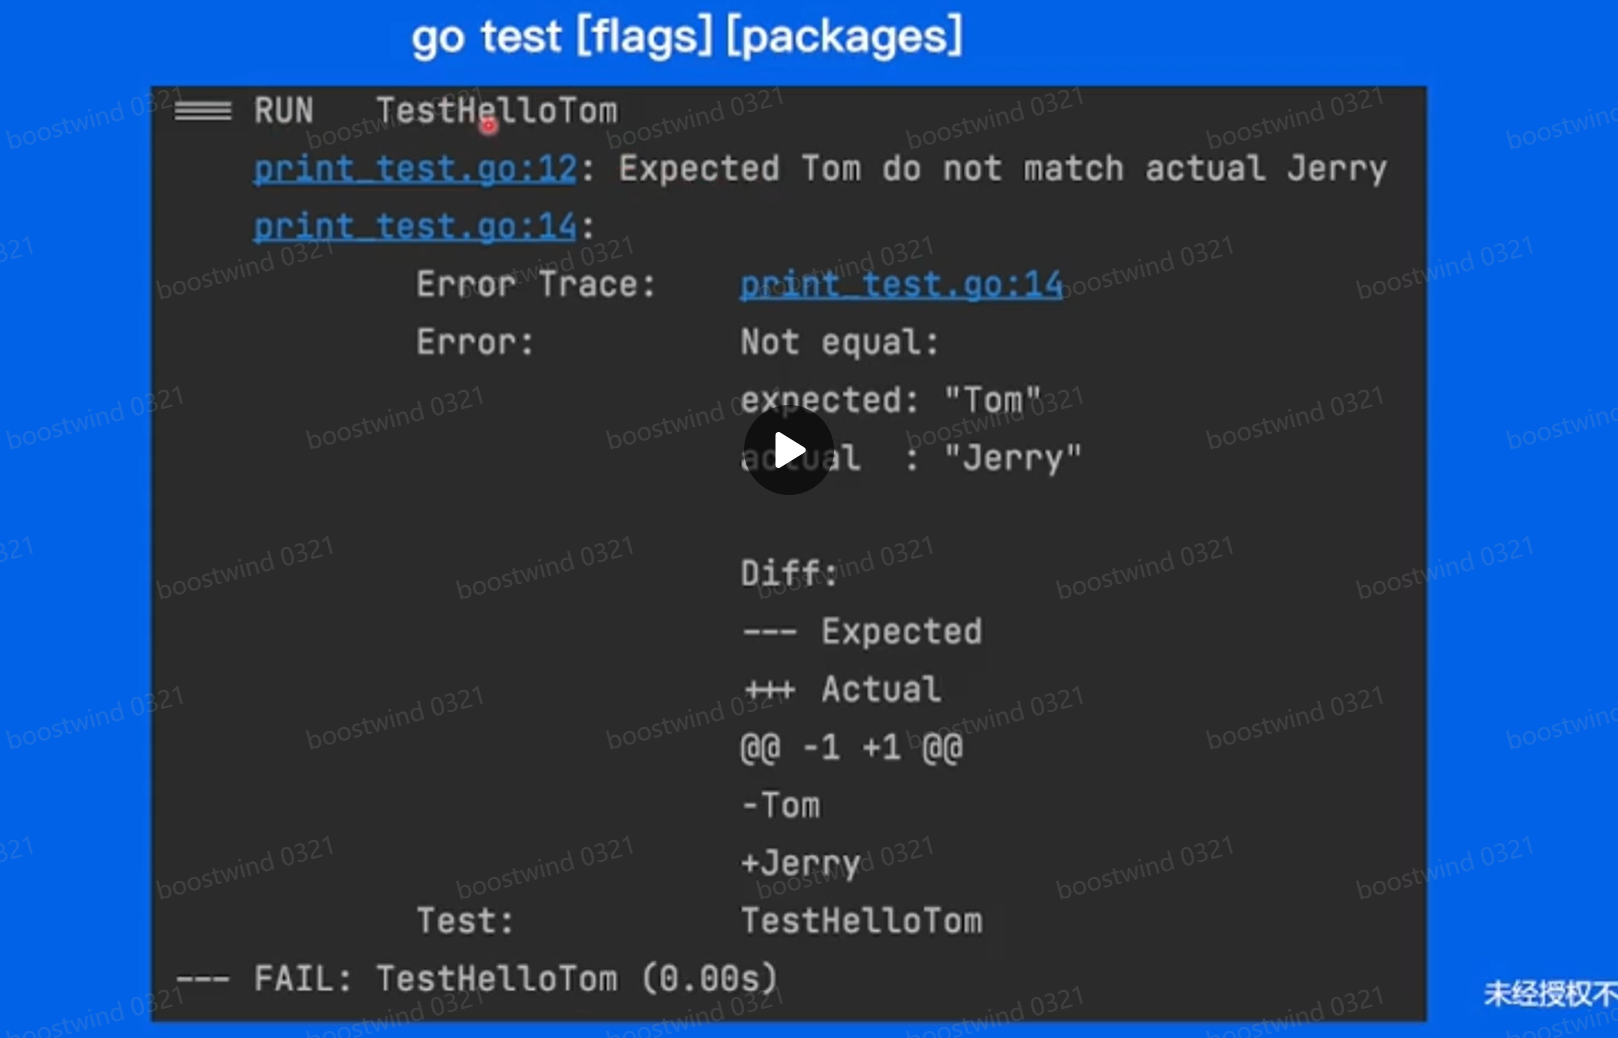 go test [flags] [packages]
=== RUN   TestHelloTom
print_test.go:12: Expected Tom do not match actual Jerry
print_test.go:14:
Error Trace:    print_test.go:14
Error:          Not equal:
expected: "Tom"
actual  : "Jerry"
Diff:
--- Expected
+++ Actual
@@ -1 +1 @@
-Tom
+Jerry
Test:           TestHelloTom
--- FAIL: TestHelloTom (0.00s)
未经授权不
boostwind 0321